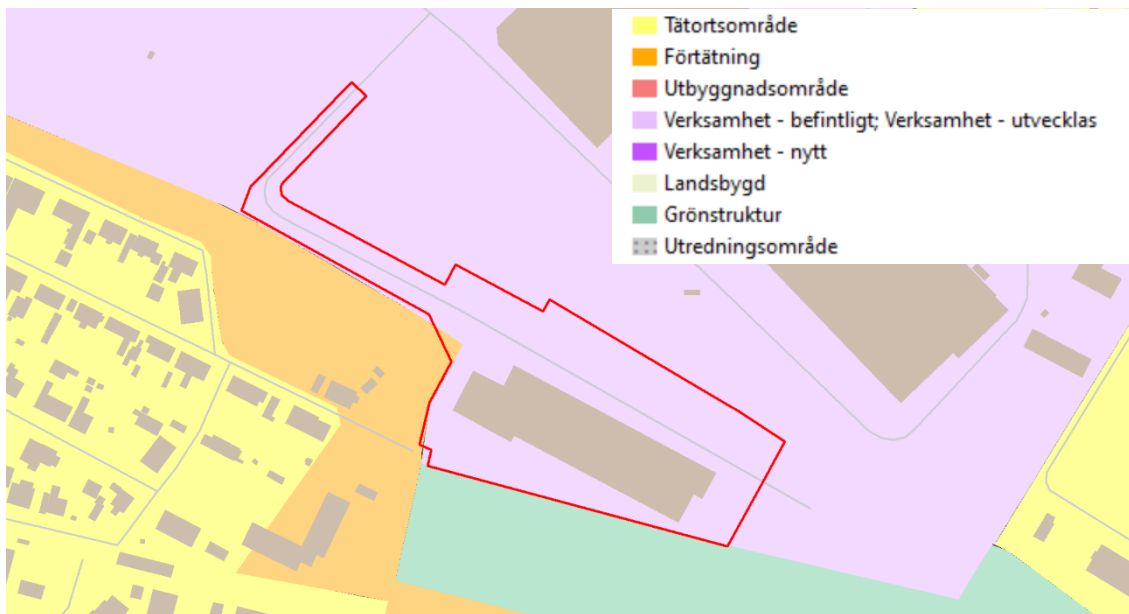 Tätortsområde
Förtätning
Utbyggnadsområde
Verksamhet - befintligt; Verksamhet - utvecklas
Verksamhet - nytt
Landsbygd
Grönstruktur
Utredningsområde